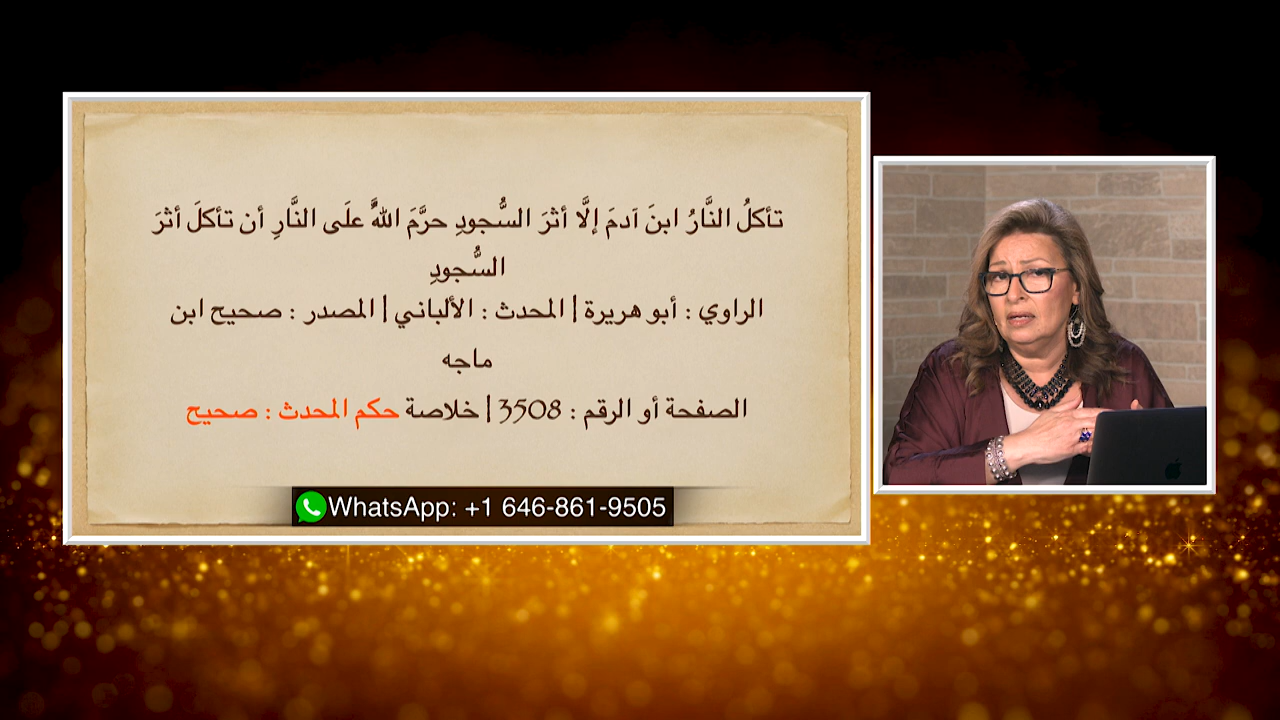 تأكلُ النَّارُ ابنَ آدمَ إلَّا أثرَ السُّجودِ حرَّمَ اللَّهُ علَى النَّارِ أن تأكلَ أثرَ
السُّجودِ
الراوي : أبو هريرة | المحدث : الألباني | المصدر : صحيح ابن
ماجه
الصفحة أو الرقم : 3508 | خلاصة حكم المحدث : صحيح
WhatsApp: +1 646-861-9505